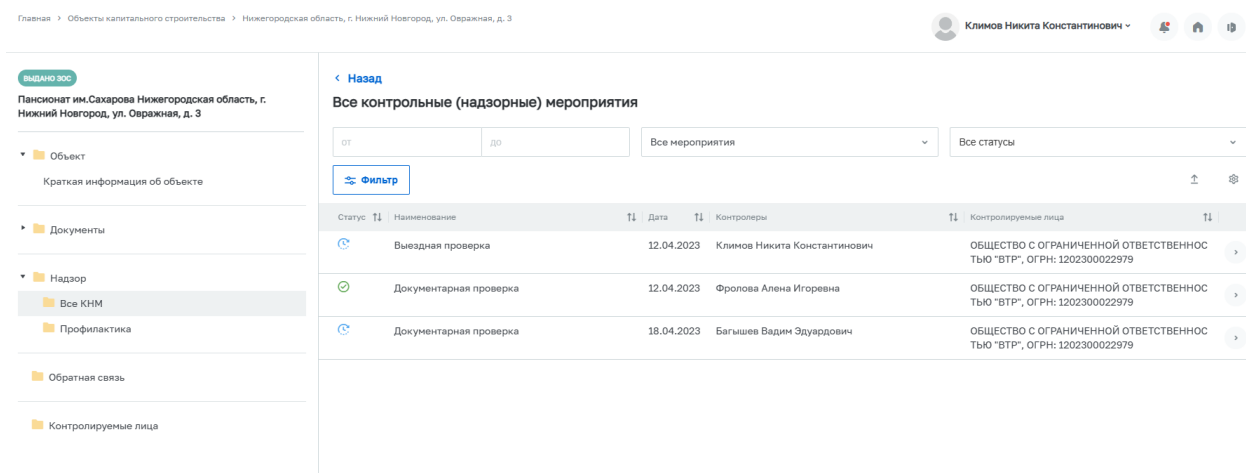 Главная > Объекты капитального строительства > Нижегородская область, г. Нижний Новгород, ул. Овражная, д. 3
Климов Никита Константинович
ВЫДАНО ЗОС
Пансионат им.Сахарова Нижегородская область, г.
Нижний Новгород, ул. Овражная, д. 3
Объект
Краткая информация об объекте
Документы
Надзор
Все КНМ
Профилактика
Обратная связь
Контролируемые лица
Назад
Все контрольные (надзорные) мероприятия
от до Все мероприятия Все статусы
Фильтр
Статус Наименование Дата Контролеры Контролируемые лица
Выездная проверка 12.04.2023 Климов Никита Константинович ОБЩЕСТВО С ОГРАНИЧЕННОЙ ОТВЕТСТВЕННОС
ТЬЮ "ВТР", ОГРН: 1202300022979
Документарная проверка 12.04.2023 Фролова Алена Игоревна ОБЩЕСТВО С ОГРАНИЧЕННОЙ ОТВЕТСТВЕННОС
ТЬЮ "ВТР", ОГРН: 1202300022979
Документарная проверка 18.04.2023 Багышев Вадим Эдуардович ОБЩЕСТВО С ОГРАНИЧЕННОЙ ОТВЕТСТВЕННОС
ТЬЮ "ВТР", ОГРН: 1202300022979